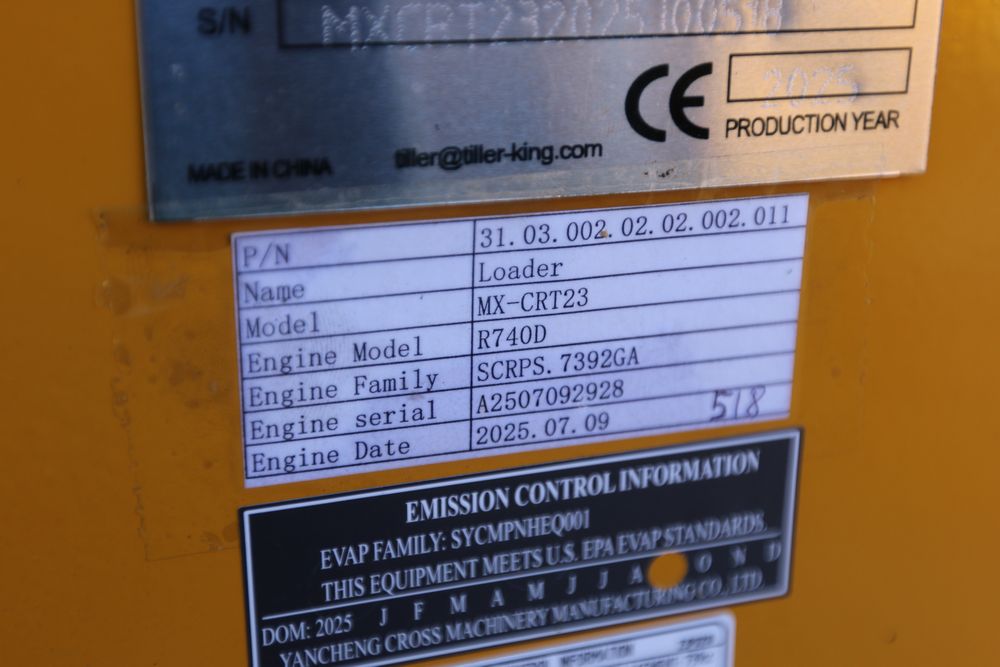 S/N MXCRT232025J00518
CE 2025
PRODUCTION YEAR
MADE IN CHINA tiller@tiller-king.com
P/N 31.03.002.02.02.002.011
Name Loader
Model MX-CRT23
Engine Model R740D
Engine Family SCRPS.7392GA
Engine serial A2507092928
Engine Date 2025.07.09
518
EMISSION CONTROL INFORMATION
EVAP FAMILY: SYCMPNHEQ001
THIS EQUIPMENT MEETS U.S. EPA EVAP STANDARDS.
DOM: 2025 J F M A M J J A O N D
YANCHENG CROSS MACHINERY MANUFACTURING CO., LTD.
INFORMATION